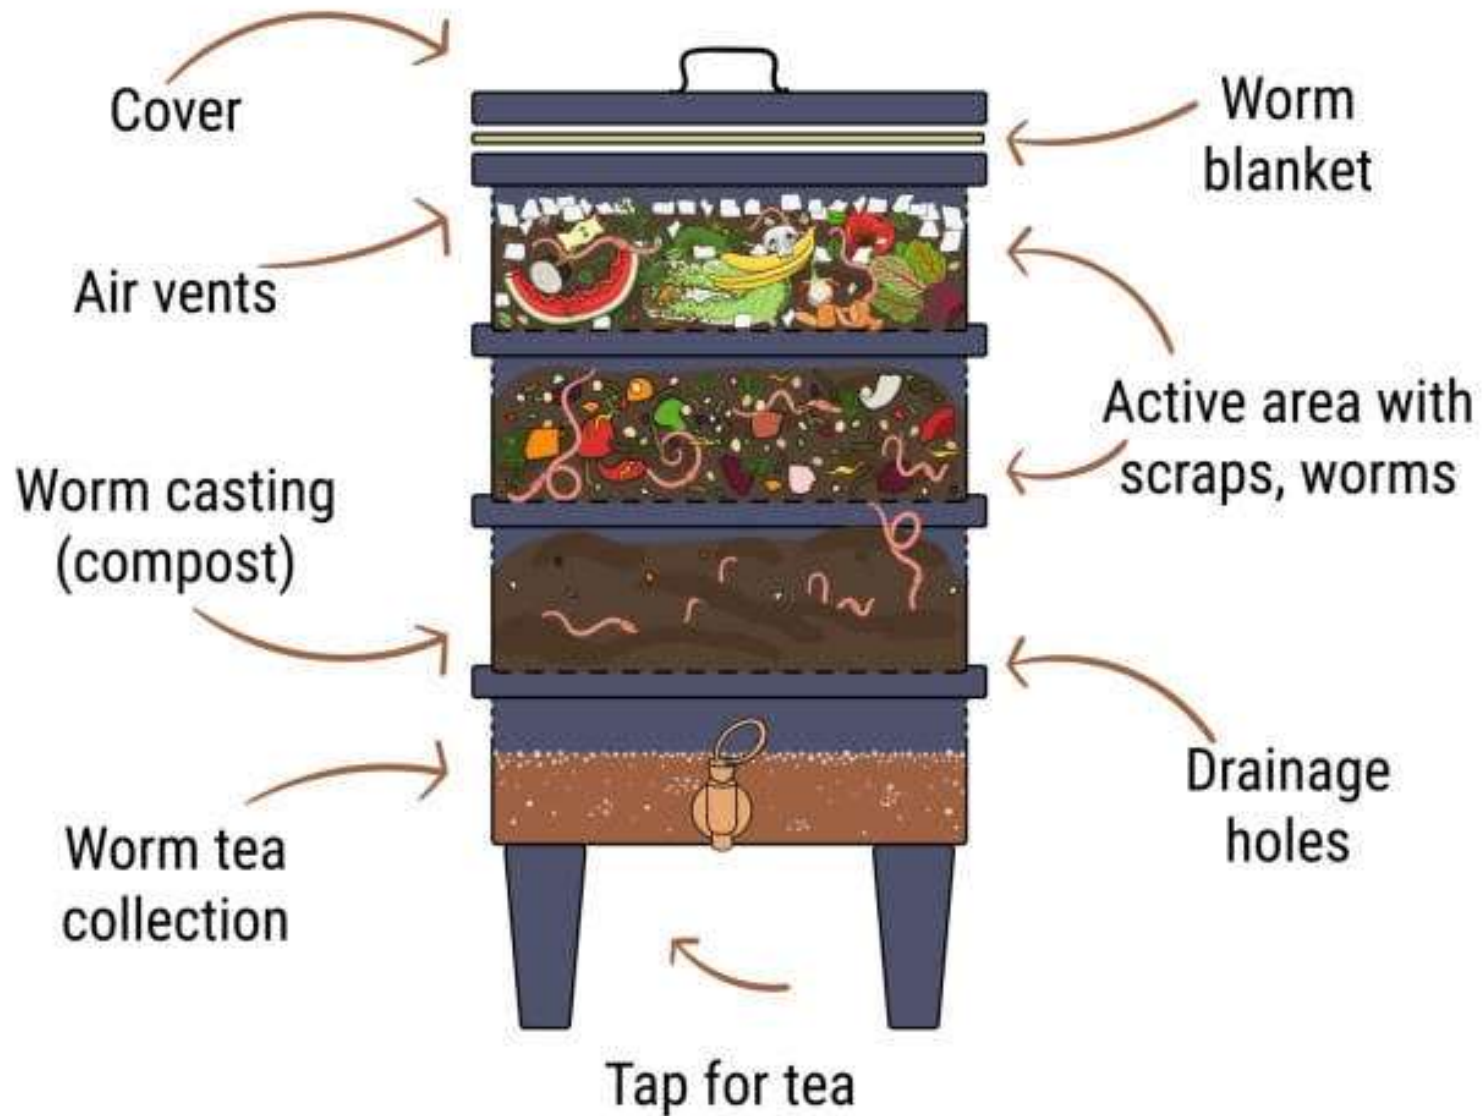 Cover
Worm
blanket
Air vents
Active area with
scraps, worms
Worm casting
(compost)
Drainage
holes
Worm tea
collection
Tap for tea